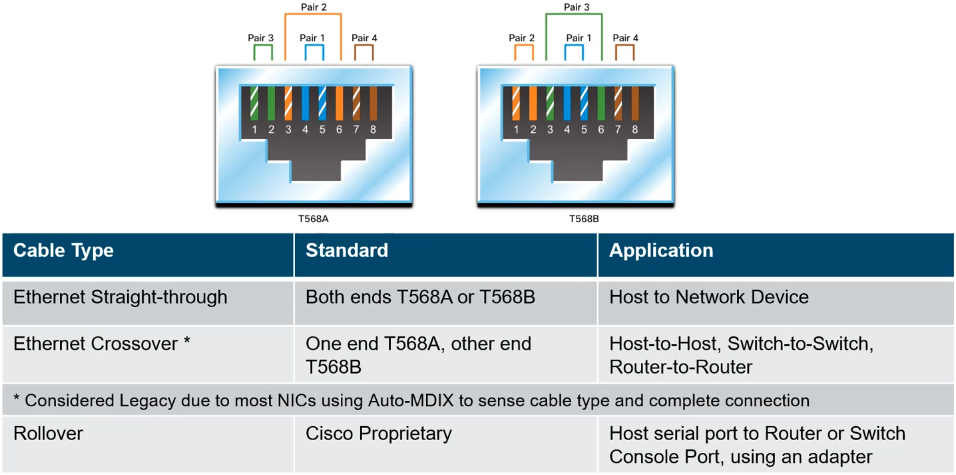 Pair 2
Pair 3 Pair 1 Pair 4
1 2 3 4 5 6 7 8
T568A
Pair 3
Pair 2 Pair 1 Pair 4
1 2 3 4 5 6 7 8
T568B
Cable Type Standard Application
Ethernet Straight-through Both ends T568A or T568B Host to Network Device
Ethernet Crossover * One end T568A, other end
T568B
Host-to-Host, Switch-to-Switch,
Router-to-Router
* Considered Legacy due to most NICs using Auto-MDIX to sense cable type and complete connection
Rollover Cisco Proprietary Host serial port to Router or Switch
Console Port, using an adapter